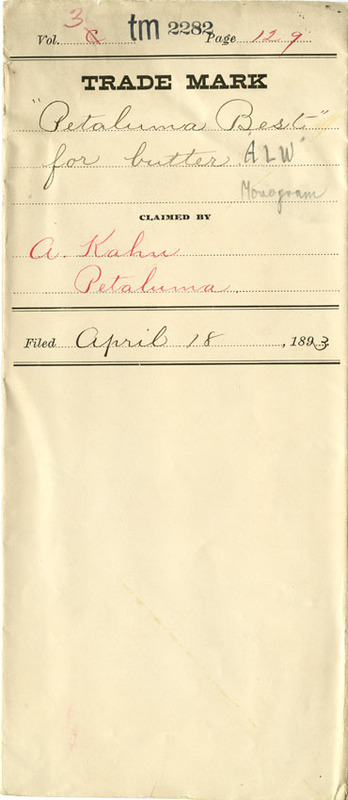 3
Vol. C tm 2282 Page 129
TRADE MARK
"Petaluma Best"
for butter ALW
Monogram
CLAIMED BY
A. Kahn
Petaluma
Filed April 18, 1893